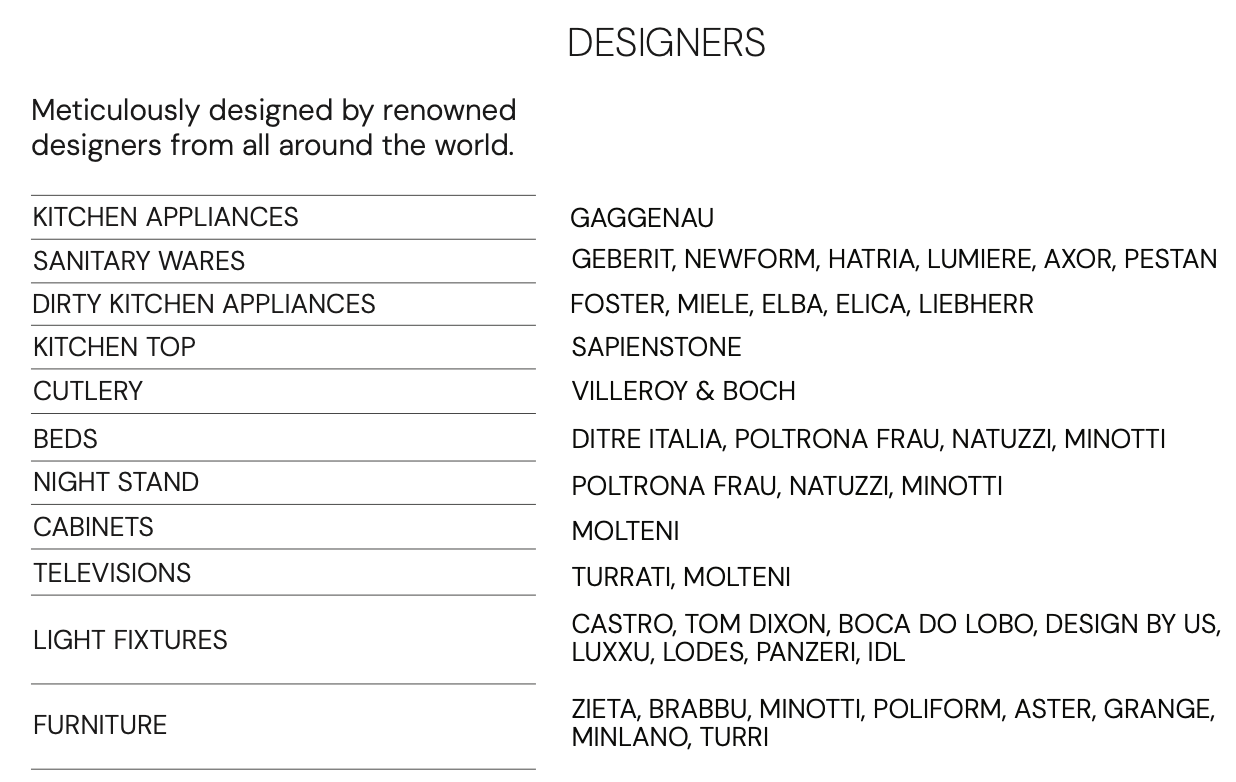 DESIGNERS
Meticulously designed by renowned
designers from all around the world.
KITCHEN APPLIANCES GAGGENAU
SANITARY WARES GEBERIT, NEWFORM, HATRIA, LUMIERE, AXOR, PESTAN
DIRTY KITCHEN APPLIANCES FOSTER, MIELE, ELBA, ELICA, LIEBHERR
KITCHEN TOP SAPIENSTONE
CUTLERY VILLEROY & BOCH
BEDS DITRE ITALIA, POLTRONA FRAU, NATUZZI, MINOTTI
NIGHT STAND POLTRONA FRAU, NATUZZI, MINOTTI
CABINETS MOLTENI
TELEVISIONS TURRATI, MOLTENI
LIGHT FIXTURES CASTRO, TOM DIXON, BOCA DO LOBO, DESIGN BY US,
LUXXU, LODES, PANZERI, IDL
FURNITURE ZIETA, BRABBU, MINOTTI, POLIFORM, ASTER, GRANGE,
MINLANO, TURRI